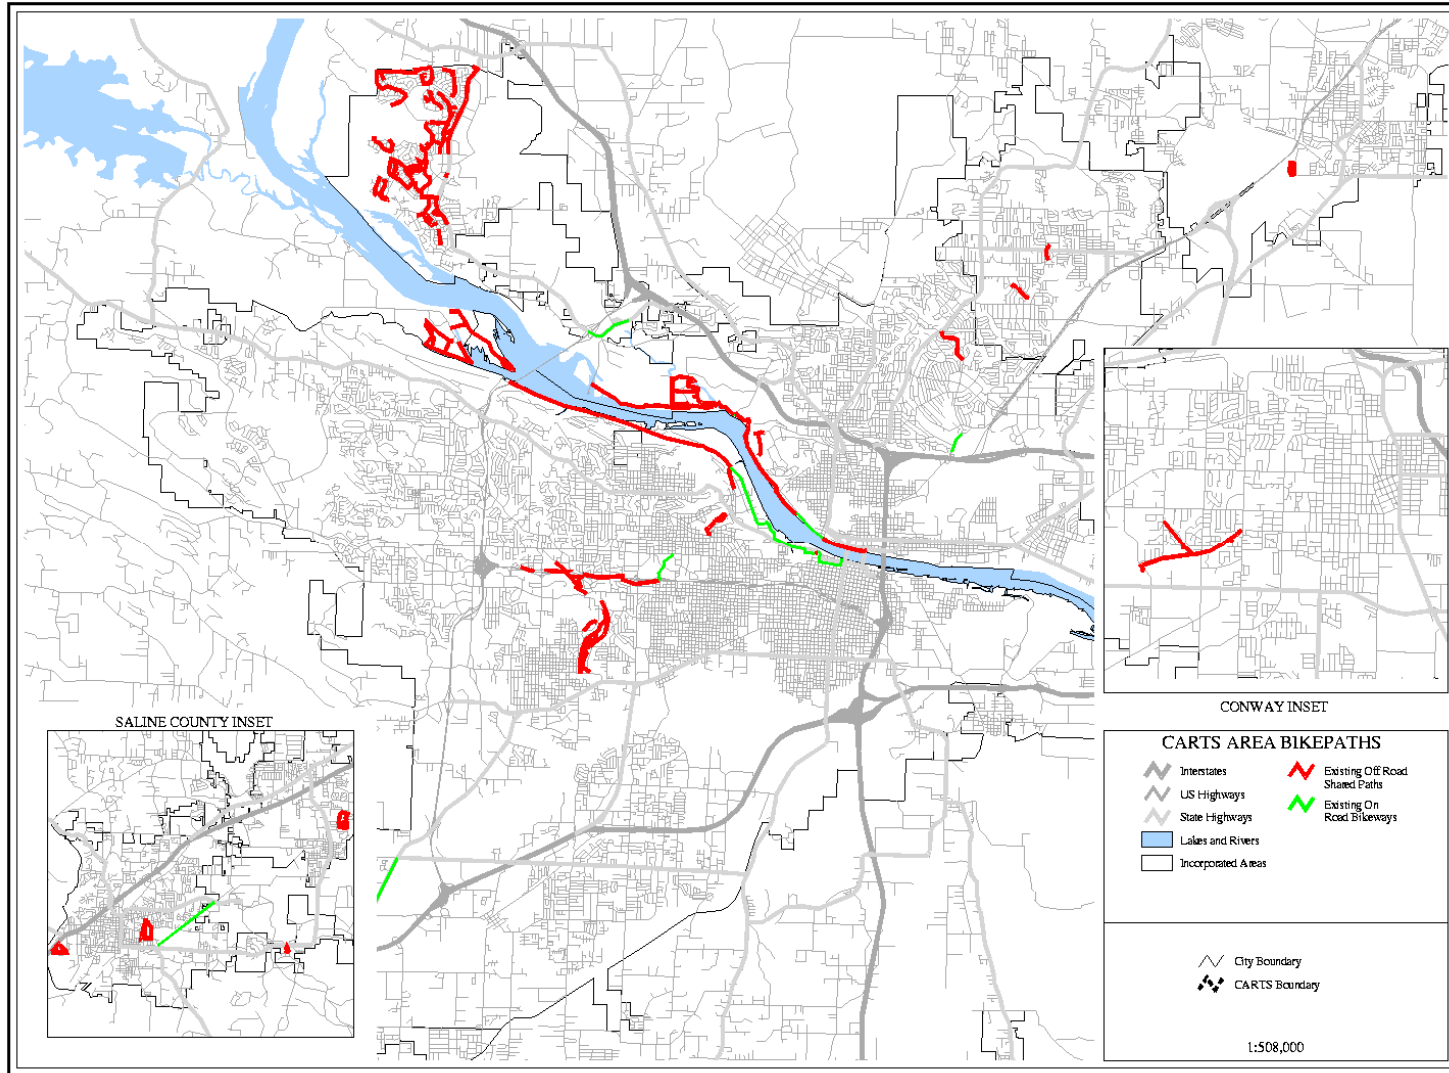 SALINE COUNTY INSET
CONWAY INSET
CARTS AREA BIKEPATHS
Interstates
US Highways
State Highways
Lakes and Rivers
Incorporated Areas
Existing Off Road
Shared Paths
Existing On
Road Bikeways
City Boundary
CARTS Boundary
1:508,000